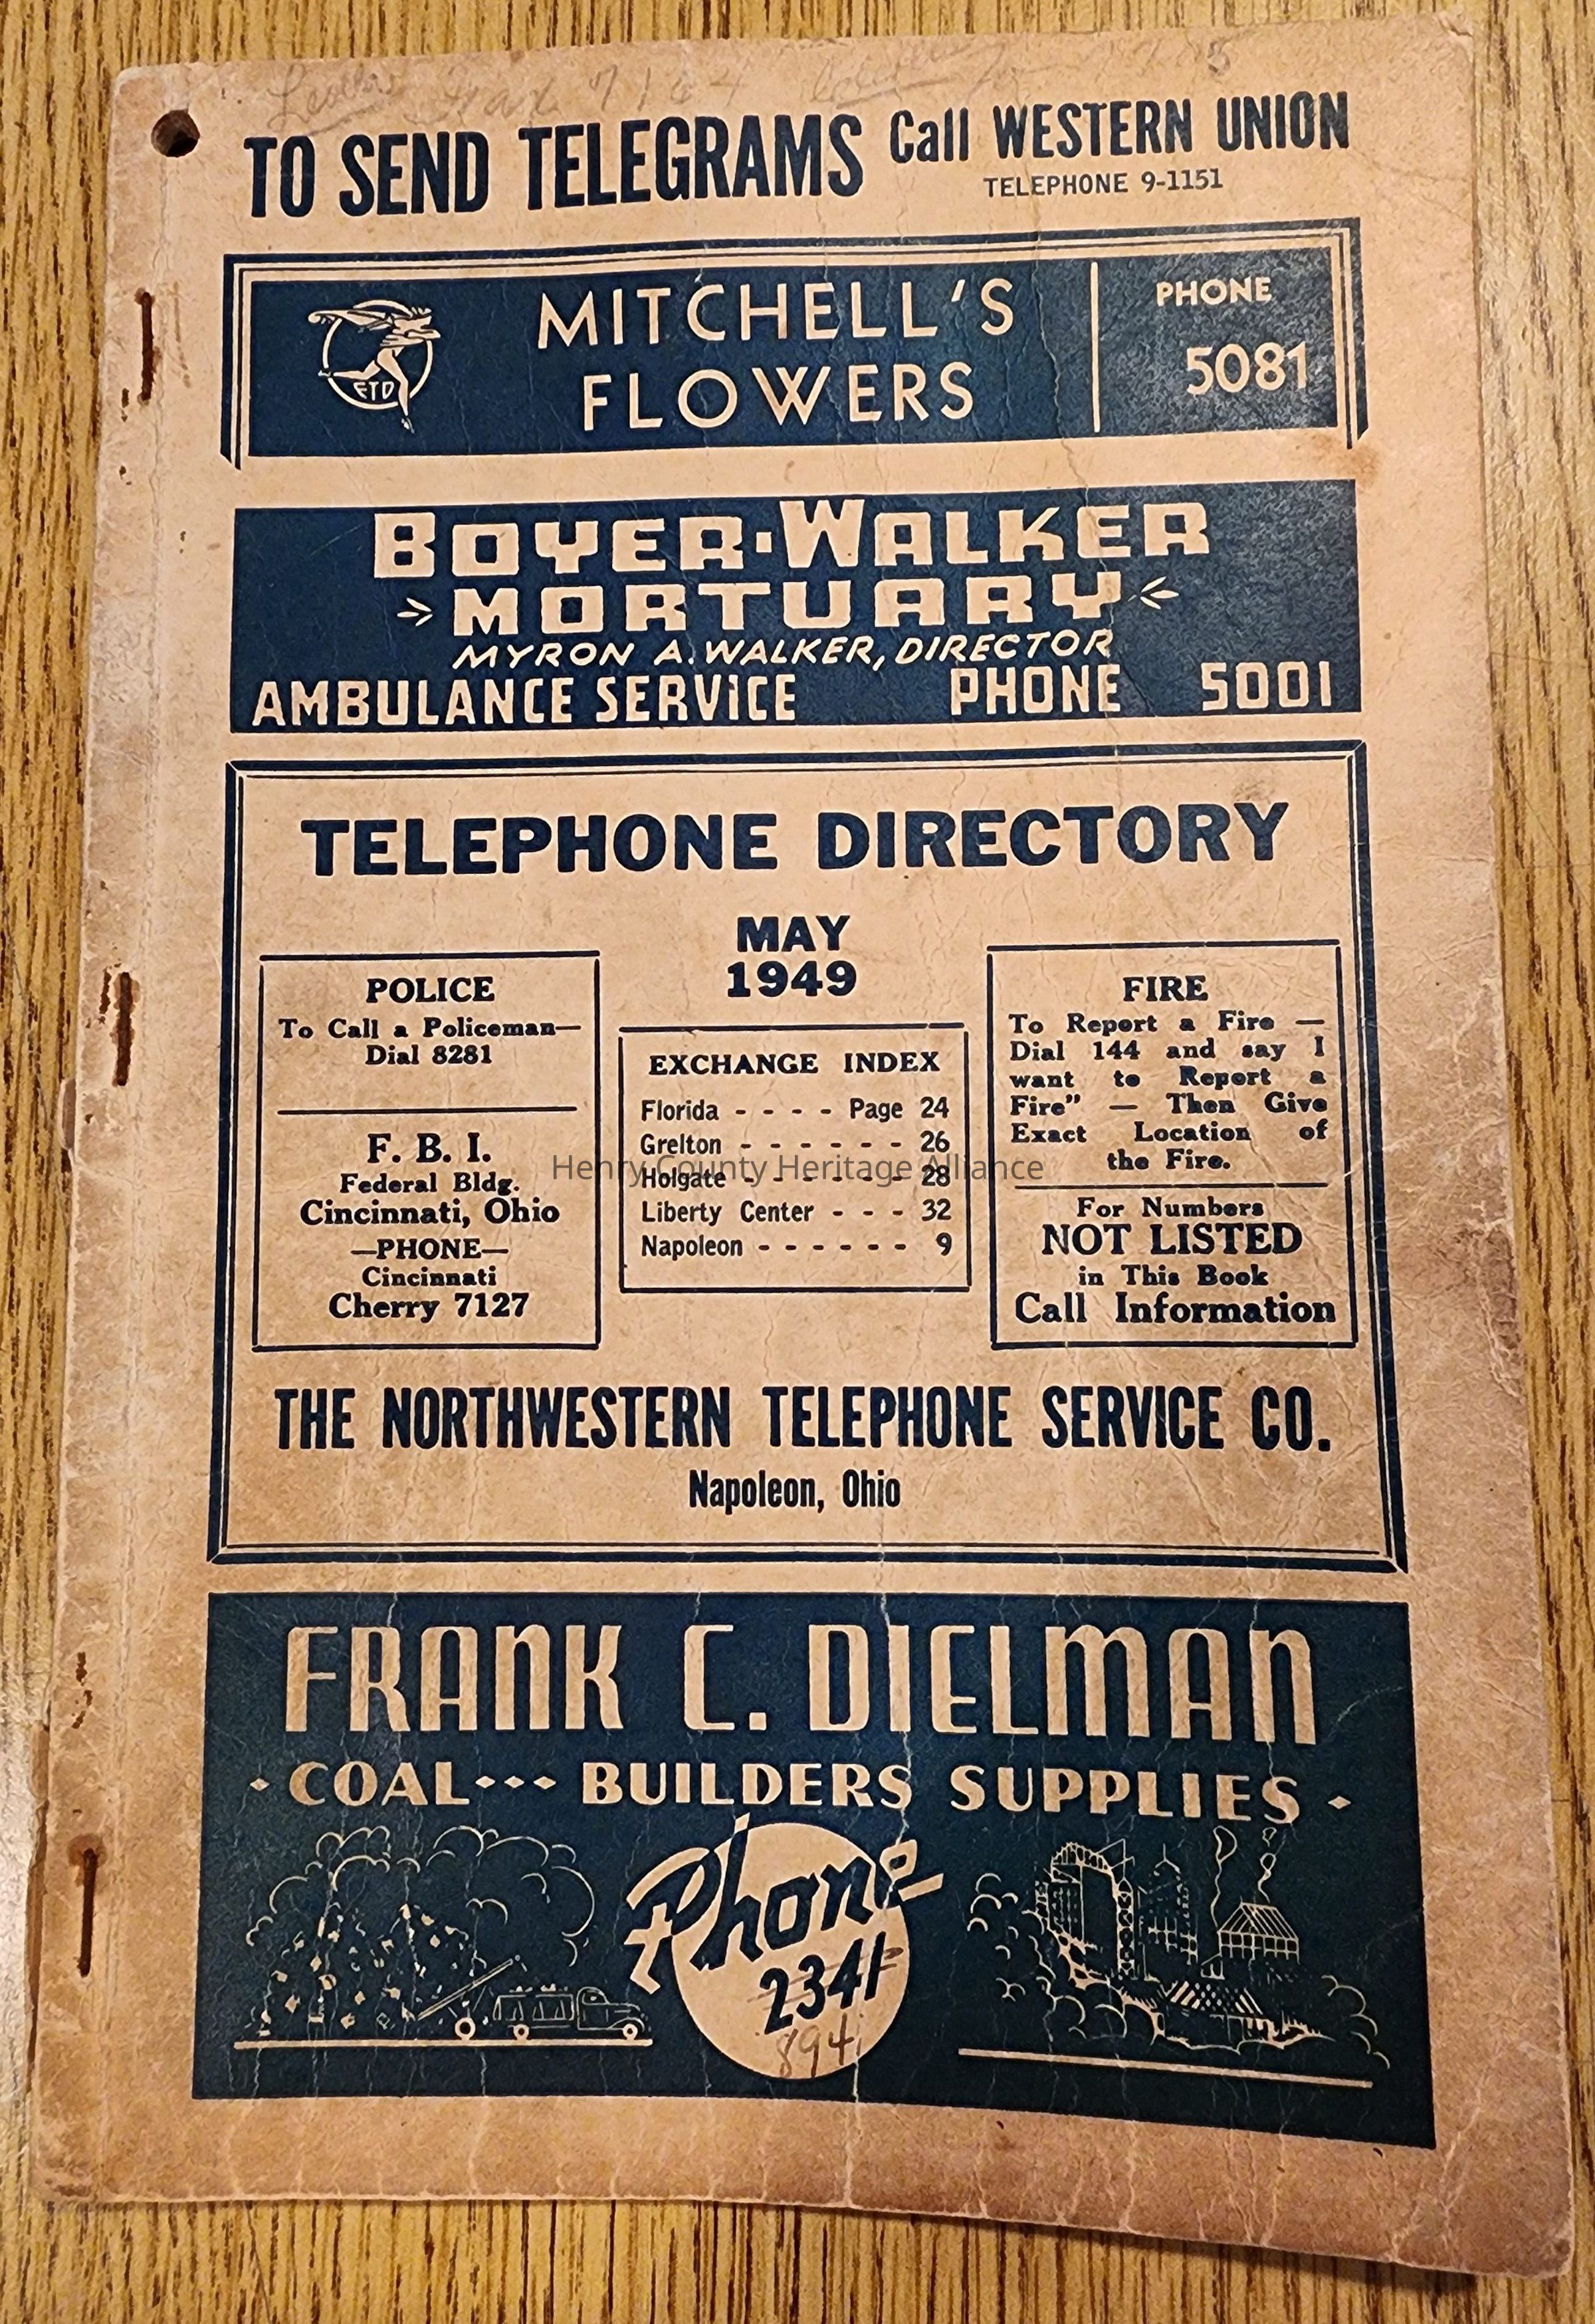 7164
TO SEND TELEGRAMS Call WESTERN UNION
TELEPHONE 9-1151
FTD
MITCHELL'S
FLOWERS
PHONE
5081
BOYER·WALKER
MORTUARY
MYRON A. WALKER, DIRECTOR
AMBULANCE SERVICE PHONE 5001
TELEPHONE DIRECTORY
MAY
1949
POLICE
To Call a Policeman—
Dial 8281
F. B. I.
Federal Bldg.
Cincinnati, Ohio
—PHONE—
Cincinnati
Cherry 7127
EXCHANGE INDEX
Florida - - - - Page 24
Grelton - - - - - - 26
Holgate - - - - - - 28
Liberty Center - - - 32
Napoleon - - - - - - 9
FIRE
To Report a Fire —
Dial 144 and say I
want to Report a
Fire" — Then Give
Exact Location of
the Fire.
For Numbers
NOT LISTED
in This Book
Call Information
Henry County Heritage Alliance
THE NORTHWESTERN TELEPHONE SERVICE CO.
Napoleon, Ohio
FRANK C. DIELMAN
COAL ··· BUILDERS SUPPLIES
Phone
2341
8941